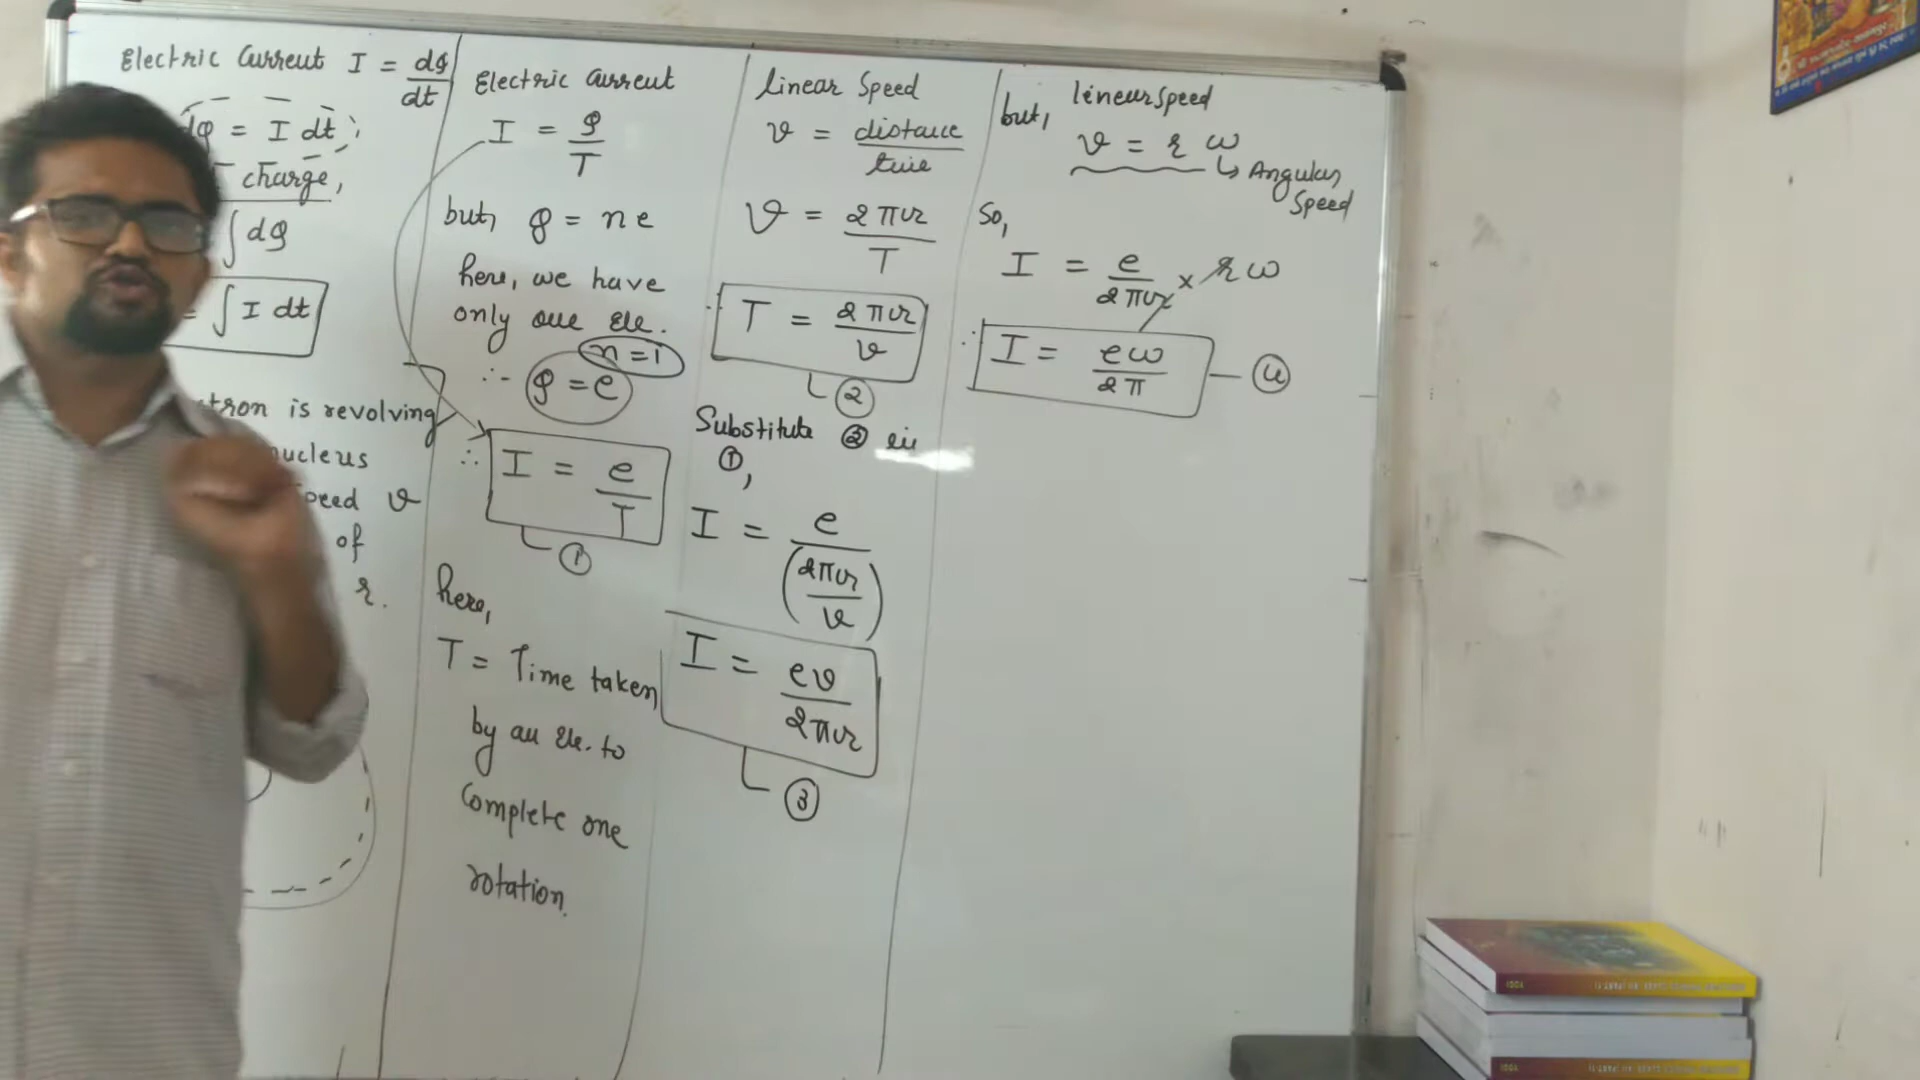 Electric Current I = dQ/dt
dQ = I dt
charge,
∫ dQ
= ∫ I dt
is revolving
nucleus
speed v
of
r.
Electric Current
I = Q/T
but, Q = n e
here, we have
only one Ele.
n = 1
∴ Q = e
∴ I = e/T
①
here,
T = Time taken
by an Ele. to
Complete one
rotation.
linear Speed
v = distance/time
v = 2πr/T
∴ T = 2πr/v
②
Substitute ② in
①,
I = e/(2πr/v)
I = ev/2πr
③
but, linear speed
v = r ω
↳ Angular
Speed
So,
I = e/2πr × r ω
∴ I = eω/2π — ④